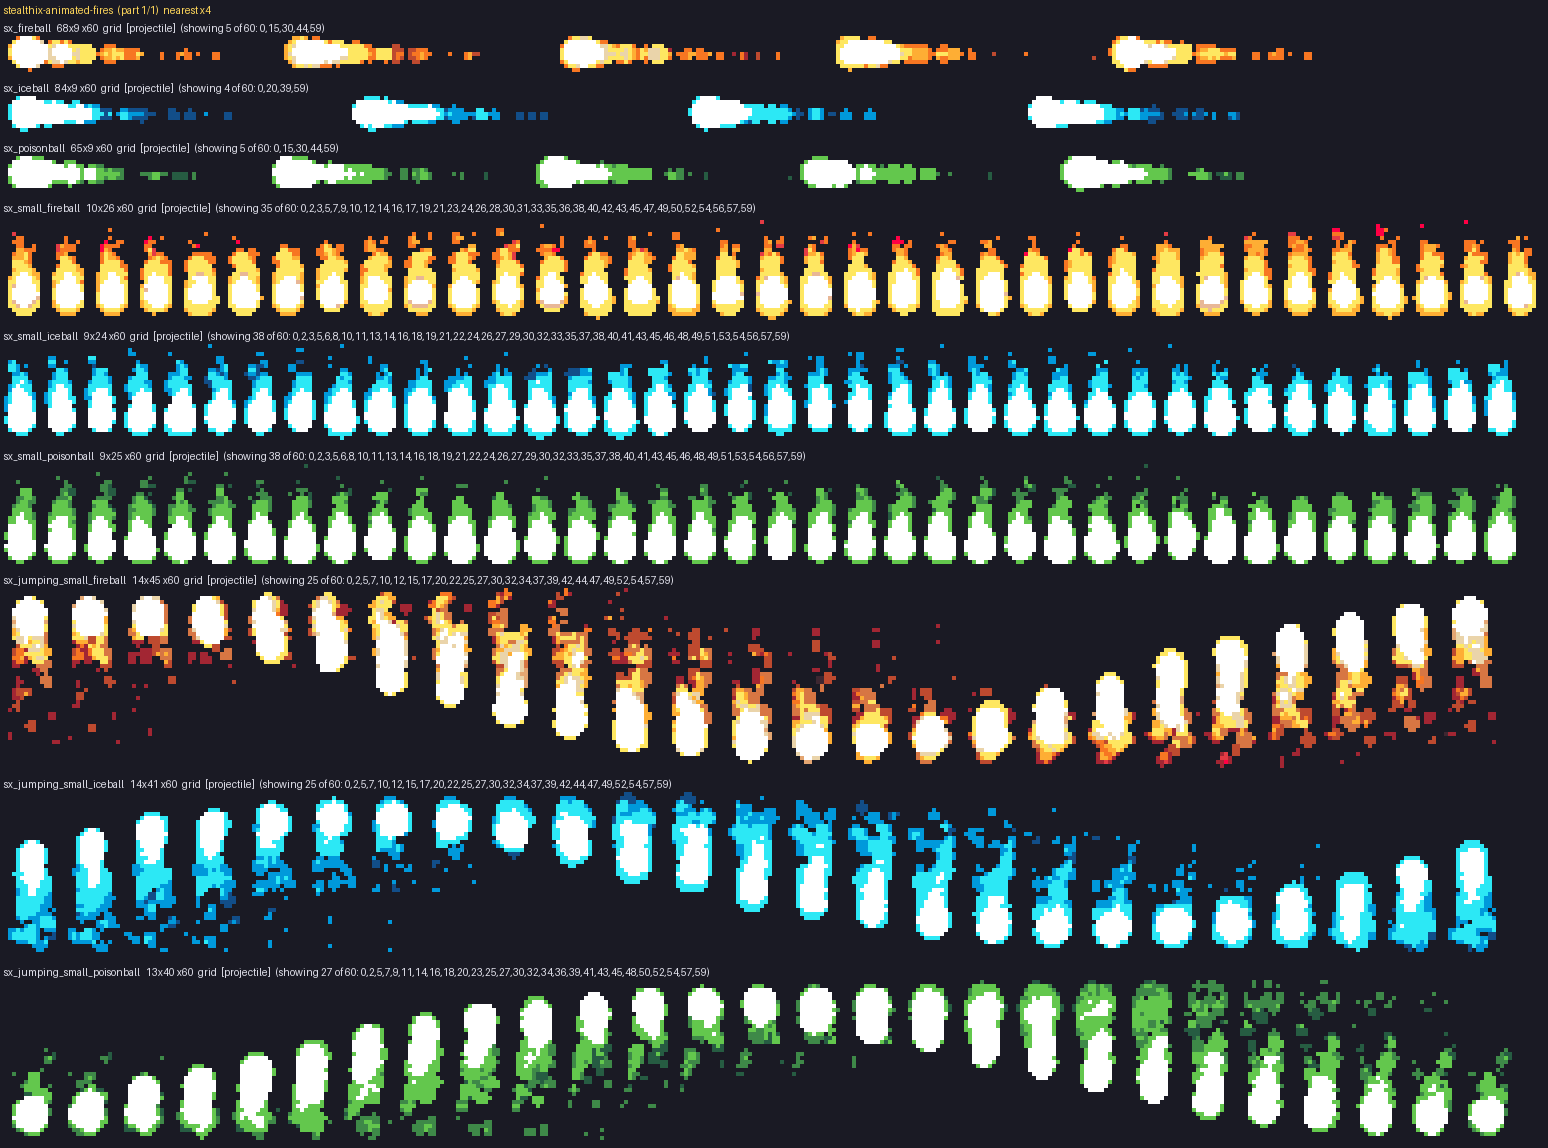 stealthix-animated-fires (part 1/1) nearest x4
sx_fireball 68x9 x60 grid [projectile] (showing 5 of 60: 0,15,30,44,59)
sx_iceball 84x9 x60 grid [projectile] (showing 4 of 60: 0,20,39,59)
sx_poisonball 65x9 x60 grid [projectile] (showing 5 of 60: 0,15,30,44,59)
sx_small_fireball 10x26 x60 grid [projectile] (showing 35 of 60: 0,2,3,5,7,9,10,12,14,16,17,19,21,23,24,26,28,30,31,33,35,36,38,40,42,43,45,47,49,50,52,54,56,57,59)
sx_small_iceball 9x24 x60 grid [projectile] (showing 38 of 60: 0,2,3,5,6,8,10,11,13,14,16,18,19,21,22,24,26,27,29,30,32,33,35,37,38,40,41,43,45,46,48,49,51,53,54,56,57,59)
sx_small_poisonball 9x25 x60 grid [projectile] (showing 38 of 60: 0,2,3,5,6,8,10,11,13,14,16,18,19,21,22,24,26,27,29,30,32,33,35,37,38,40,41,43,45,46,48,49,51,53,54,56,57,59)
sx_jumping_small_fireball 14x45 x60 grid [projectile] (showing 25 of 60: 0,2,5,7,10,12,15,17,20,22,25,27,30,32,34,37,39,42,44,47,49,52,54,57,59)
sx_jumping_small_iceball 14x41 x60 grid [projectile] (showing 25 of 60: 0,2,5,7,10,12,15,17,20,22,25,27,30,32,34,37,39,42,44,47,49,52,54,57,59)
sx_jumping_small_poisonball 13x40 x60 grid [projectile] (showing 27 of 60: 0,2,5,7,9,11,14,16,18,20,23,25,27,30,32,34,36,39,41,43,45,48,50,52,54,57,59)